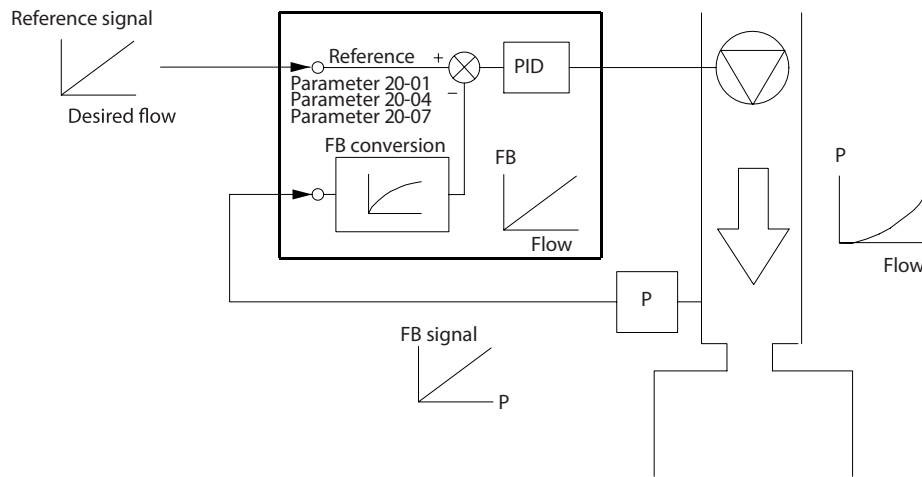 Reference signal
Desired flow
Reference
+
−
Parameter 20-01
Parameter 20-04
Parameter 20-07
FB conversion
PID
FB
Flow
P
Flow
P
FB signal
P